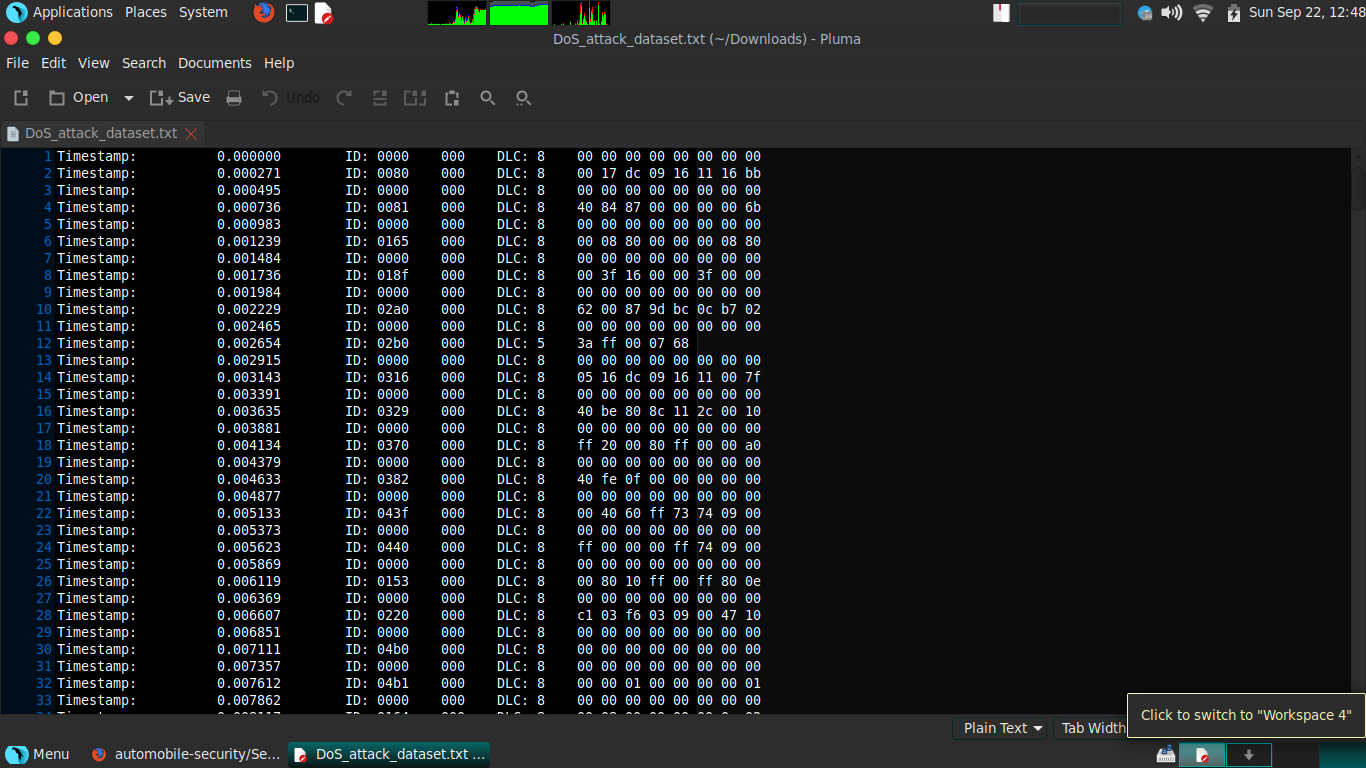 Applications Places System Sun Sep 22, 12:48
DoS_attack_dataset.txt (~/Downloads) - Pluma
File Edit View Search Documents Help
Open Save Undo
DoS_attack_dataset.txt
1 Timestamp: 0.000000 ID: 0000 000 DLC: 8 00 00 00 00 00 00 00 00
2 Timestamp: 0.000271 ID: 0080 000 DLC: 8 00 17 dc 09 16 11 16 bb
3 Timestamp: 0.000495 ID: 0000 000 DLC: 8 00 00 00 00 00 00 00 00
4 Timestamp: 0.000736 ID: 0081 000 DLC: 8 40 84 87 00 00 00 00 6b
5 Timestamp: 0.000983 ID: 0000 000 DLC: 8 00 00 00 00 00 00 00 00
6 Timestamp: 0.001239 ID: 0165 000 DLC: 8 00 08 80 00 00 00 08 80
7 Timestamp: 0.001484 ID: 0000 000 DLC: 8 00 00 00 00 00 00 00 00
8 Timestamp: 0.001736 ID: 018f 000 DLC: 8 00 3f 16 00 00 3f 00 00
9 Timestamp: 0.001984 ID: 0000 000 DLC: 8 00 00 00 00 00 00 00 00
10 Timestamp: 0.002229 ID: 02a0 000 DLC: 8 62 00 87 9d bc 0c b7 02
11 Timestamp: 0.002465 ID: 0000 000 DLC: 8 00 00 00 00 00 00 00 00
12 Timestamp: 0.002654 ID: 02b0 000 DLC: 5 3a ff 00 07 68
13 Timestamp: 0.002915 ID: 0000 000 DLC: 8 00 00 00 00 00 00 00 00
14 Timestamp: 0.003143 ID: 0316 000 DLC: 8 05 16 dc 09 16 11 00 7f
15 Timestamp: 0.003391 ID: 0000 000 DLC: 8 00 00 00 00 00 00 00 00
16 Timestamp: 0.003635 ID: 0329 000 DLC: 8 40 be 80 8c 11 2c 00 10
17 Timestamp: 0.003881 ID: 0000 000 DLC: 8 00 00 00 00 00 00 00 00
18 Timestamp: 0.004134 ID: 0370 000 DLC: 8 ff 20 00 80 ff 00 00 a0
19 Timestamp: 0.004379 ID: 0000 000 DLC: 8 00 00 00 00 00 00 00 00
20 Timestamp: 0.004633 ID: 0382 000 DLC: 8 40 fe 0f 00 00 00 00 00
21 Timestamp: 0.004877 ID: 0000 000 DLC: 8 00 00 00 00 00 00 00 00
22 Timestamp: 0.005133 ID: 043f 000 DLC: 8 00 40 60 ff 73 74 09 00
23 Timestamp: 0.005373 ID: 0000 000 DLC: 8 00 00 00 00 00 00 00 00
24 Timestamp: 0.005623 ID: 0440 000 DLC: 8 ff 00 00 00 ff 74 09 00
25 Timestamp: 0.005869 ID: 0000 000 DLC: 8 00 00 00 00 00 00 00 00
26 Timestamp: 0.006119 ID: 0153 000 DLC: 8 00 80 10 ff 00 ff 80 0e
27 Timestamp: 0.006369 ID: 0000 000 DLC: 8 00 00 00 00 00 00 00 00
28 Timestamp: 0.006607 ID: 0220 000 DLC: 8 c1 03 f6 03 09 00 47 10
29 Timestamp: 0.006851 ID: 0000 000 DLC: 8 00 00 00 00 00 00 00 00
30 Timestamp: 0.007111 ID: 04b0 000 DLC: 8 00 00 00 00 00 00 00 00
31 Timestamp: 0.007357 ID: 0000 000 DLC: 8 00 00 00 00 00 00 00 00
32 Timestamp: 0.007612 ID: 04b1 000 DLC: 8 00 00 01 00 00 00 00 01
33 Timestamp: 0.007862 ID: 0000 000 DLC: 8 00 00 00 00 00 00 00 00
Click to switch to "Workspace 4"
Plain Text Tab Width
Menu automobile-security/Se... DoS_attack_dataset.txt ...